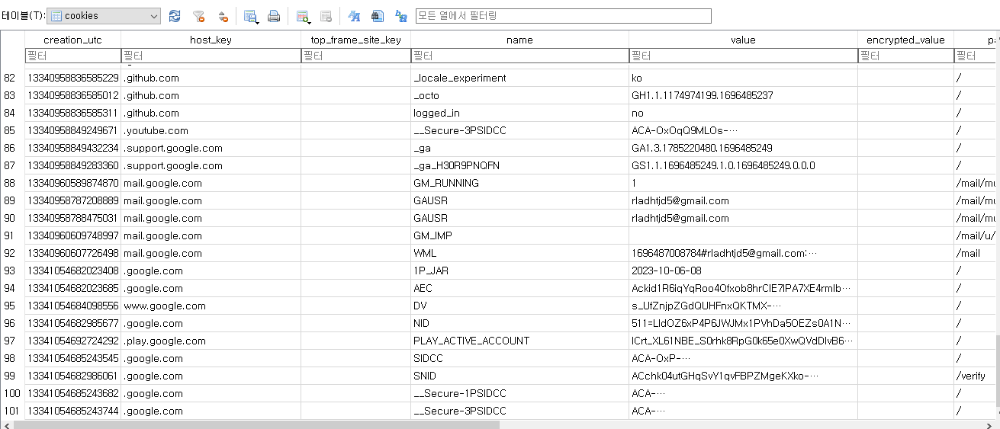 테이블(T): cookies 모든 열에서 필터링
creation_utc host_key top_frame_site_key name value encrypted_value
필터 필터 필터 필터 필터 필터 필터
82 13340958836585229 .github.com _locale_experiment ko /
83 13340958836585012 .github.com _octo GH1.1.1174974199.1696485237 /
84 13340958836585311 .github.com logged_in no /
85 13340958849249671 .youtube.com __Secure-3PSIDCC ACA-OxOqQ9MLOs-… /
86 13340958849432234 .support.google.com _ga GA1.3.1785220480.1696485249 /
87 13340958849283360 .support.google.com _ga_H30R9PNQFN GS1.1.1696485249.1.0.1696485249.0.0.0 /
88 13340960589874870 mail.google.com GM_RUNNING 1 /mail/mu
89 13340958787208889 mail.google.com GAUSR rladhtjd5@gmail.com /mail/mu
90 13340958788475031 mail.google.com GAUSR rladhtjd5@gmail.com /mail/mu
91 13340960609748997 mail.google.com GM_IMP /mail/u/
92 13340960607726498 mail.google.com WML 1696487008784#rladhtjd5@gmail.com:… /mail
93 13341054682023408 .google.com 1P_JAR 2023-10-06-08 /
94 13341054682023685 .google.com AEC Ackid1R6iqYqRoo4Ofxob8hrClE7lPA7XE4rmlb… /
95 13341054684098556 www.google.com DV s_UfZnjpZGdQUHFnxQKTMX-… /
96 13341054682985677 .google.com NID 511=LldOZ6xP4P6JWJMx1PVhDa5OEZs0A1N… /
97 13341054692724292 .play.google.com PLAY_ACTIVE_ACCOUNT ICrt_XL61NBE_S0rhk8RpG0k65e0XwQVdDlvB6… /
98 13341054685243545 .google.com SIDCC ACA-OxP-… /
99 13341054682986061 .google.com SNID ACchk04utGHqSvY1qvFBPZMgeKXko-… /verify
100 13341054685243682 .google.com __Secure-1PSIDCC ACA-… /
101 13341054685243744 .google.com __Secure-3PSIDCC ACA-… /